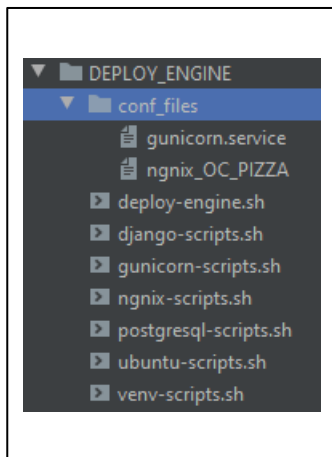 DEPLOY_ENGINE
conf_files
gunicorn.service
ngnix_OC_PIZZA
deploy-engine.sh
django-scripts.sh
gunicorn-scripts.sh
ngnix-scripts.sh
postgresql-scripts.sh
ubuntu-scripts.sh
venv-scripts.sh